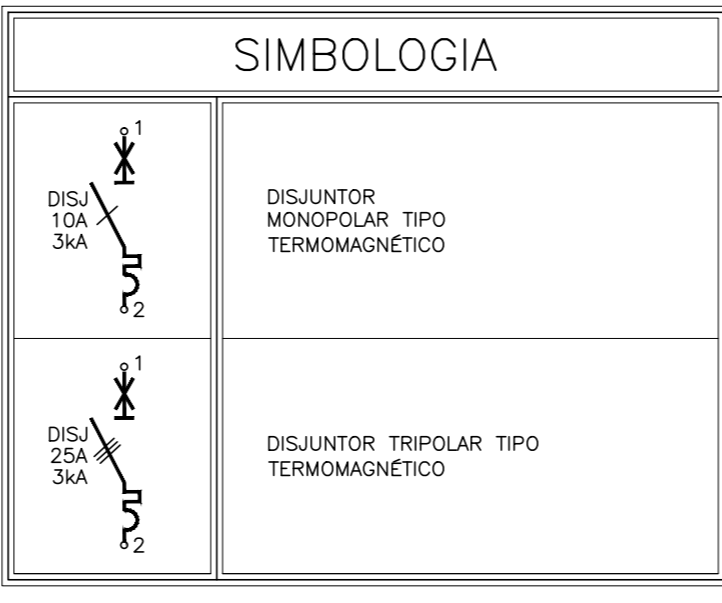 SIMBOLOGIA
1
DISJ
10A
3kA
2
DISJUNTOR
MONOPOLAR TIPO
TERMOMAGNÉTICO
1
DISJ
25A
3kA
2
DISJUNTOR TRIPOLAR TIPO
TERMOMAGNÉTICO